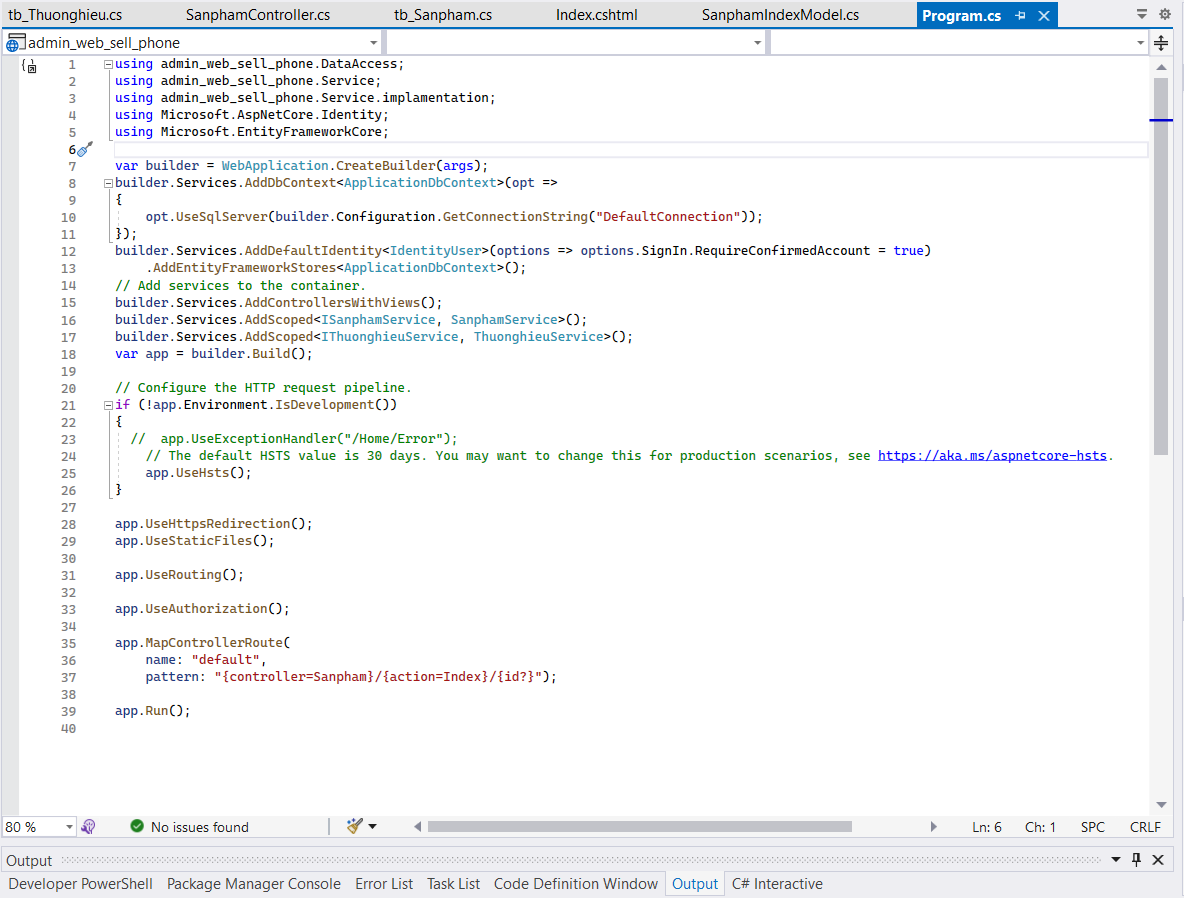 tb_Thuonghieu.cs SanphamController.cs tb_Sanpham.cs Index.cshtml SanphamIndexModel.cs Program.cs
admin_web_sell_phone
1 using admin_web_sell_phone.DataAccess;
2 using admin_web_sell_phone.Service;
3 using admin_web_sell_phone.Service.implamentation;
4 using Microsoft.AspNetCore.Identity;
5 using Microsoft.EntityFrameworkCore;
6
7 var builder = WebApplication.CreateBuilder(args);
8 builder.Services.AddDbContext<ApplicationDbContext>(opt =>
9 {
10     opt.UseSqlServer(builder.Configuration.GetConnectionString("DefaultConnection"));
11 });
12 builder.Services.AddDefaultIdentity<IdentityUser>(options => options.SignIn.RequireConfirmedAccount = true)
13     .AddEntityFrameworkStores<ApplicationDbContext>();
14 // Add services to the container.
15 builder.Services.AddControllersWithViews();
16 builder.Services.AddScoped<ISanphamService, SanphamService>();
17 builder.Services.AddScoped<IThuonghieuService, ThuonghieuService>();
18 var app = builder.Build();
19
20 // Configure the HTTP request pipeline.
21 if (!app.Environment.IsDevelopment())
22 {
23   //  app.UseExceptionHandler("/Home/Error");
24     // The default HSTS value is 30 days. You may want to change this for production scenarios, see https://aka.ms/aspnetcore-hsts.
25     app.UseHsts();
26 }
27
28 app.UseHttpsRedirection();
29 app.UseStaticFiles();
30
31 app.UseRouting();
32
33 app.UseAuthorization();
34
35 app.MapControllerRoute(
36     name: "default",
37     pattern: "{controller=Sanpham}/{action=Index}/{id?}");
38
39 app.Run();
40
80 % No issues found Ln: 6 Ch: 1 SPC CRLF
Output
Developer PowerShell Package Manager Console Error List Task List Code Definition Window Output C# Interactive